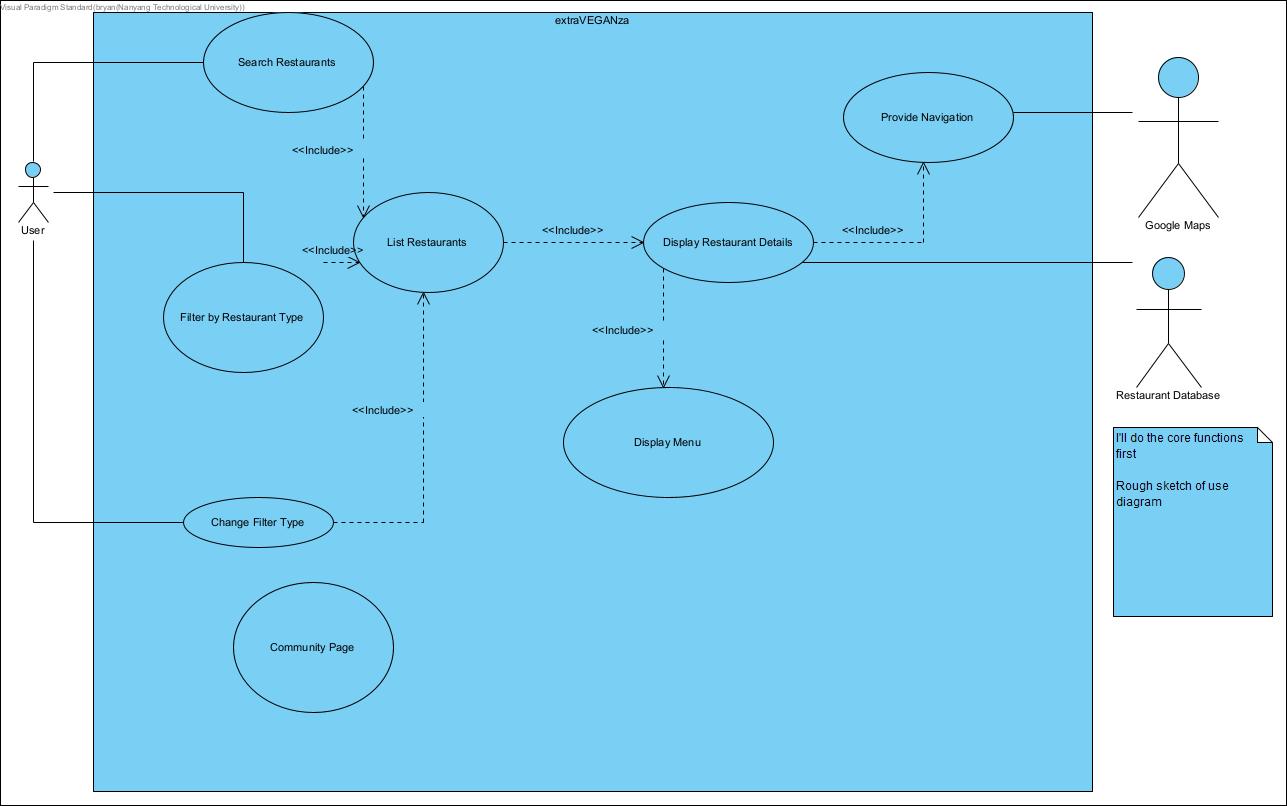 Visual Paradigm Standard(bryan(Nanyang Technological University))
extraVEGANza
Search Restaurants
Provide Navigation
<<Include>>
User
Google Maps
List Restaurants
<<Include>>
Display Restaurant Details
<<Include>>
<<Include>>
Filter by Restaurant Type
<<Include>>
Restaurant Database
<<Include>>
Display Menu
I'll do the core functions
first
Rough sketch of use
diagram
Change Filter Type
Community Page